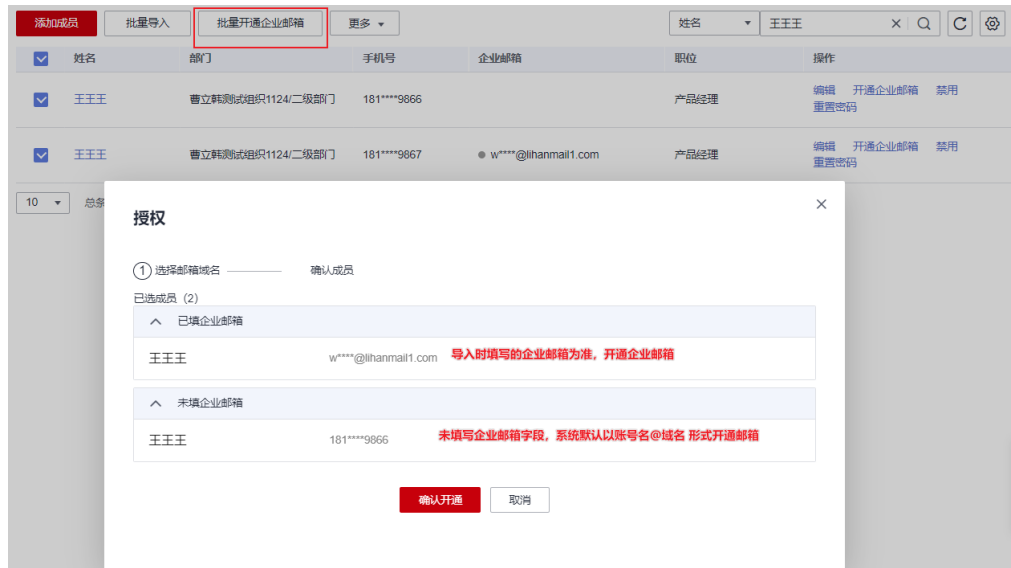 添加成员 批量导入 批量开通企业邮箱 更多 姓名 王王王
姓名 部门 手机号 企业邮箱 职位 操作
王王王 曹立韩测试组织1124/二级部门 181****9866 产品经理 编辑 开通企业邮箱 禁用
重置密码
王王王 曹立韩测试组织1124/二级部门 181****9867 w****@lihanmail1.com 产品经理 编辑 开通企业邮箱 禁用
重置密码
10 总条
授权
1 选择邮箱域名 确认成员
已选成员（2）
已填企业邮箱
王王王 w****@lihanmail1.com 导入时填写的企业邮箱为准，开通企业邮箱
未填企业邮箱
王王王 181****9866 未填写企业邮箱字段，系统默认以账号名@域名 形式开通邮箱
确认开通 取消